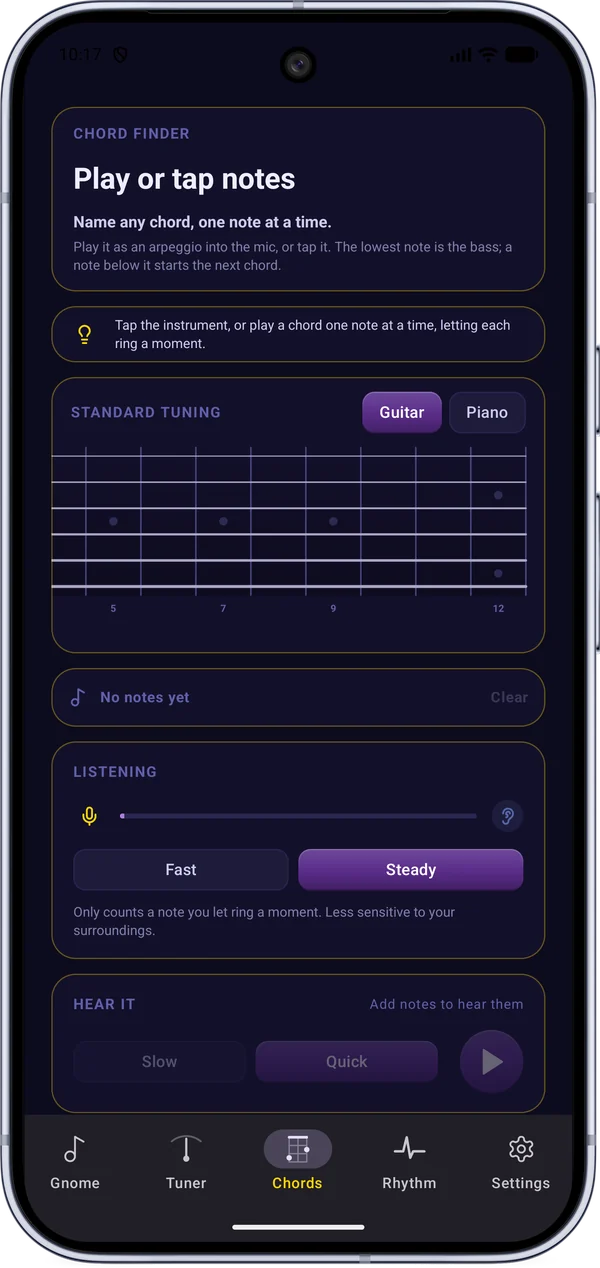 10:17
CHORD FINDER
Play or tap notes
Name any chord, one note at a time.
Play it as an arpeggio into the mic, or tap it. The lowest note is the bass; a
note below it starts the next chord.
Tap the instrument, or play a chord one note at a time, letting each
ring a moment.
STANDARD TUNING
Guitar
Piano
5
7
9
12
No notes yet
Clear
LISTENING
Fast
Steady
Only counts a note you let ring a moment. Less sensitive to your
surroundings.
HEAR IT
Add notes to hear them
Slow
Quick
Gnome
Tuner
Chords
Rhythm
Settings